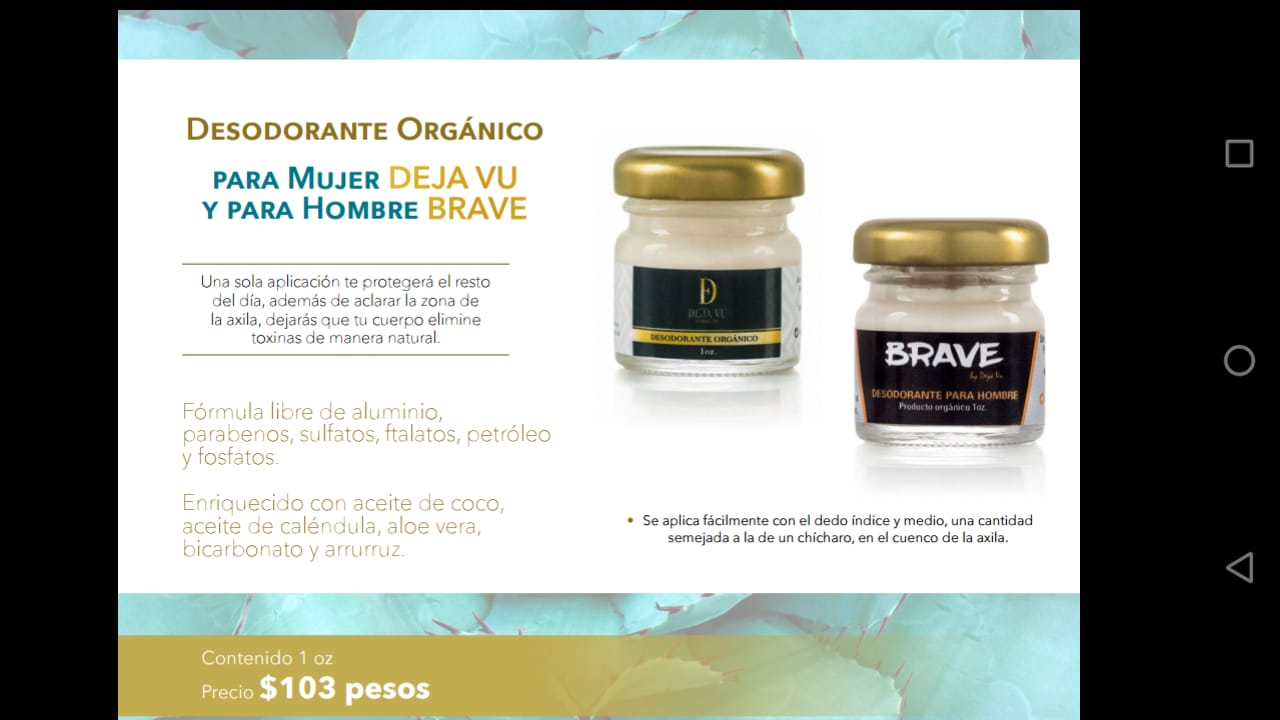 Desodorante Orgánico
para Mujer DEJA VU
y para Hombre BRAVE
Una sola aplicación te protegerá el resto
del día, además de aclarar la zona de
la axila, dejarás que tu cuerpo elimine
toxinas de manera natural.
Fórmula libre de aluminio,
parabenos, sulfatos, ftalatos, petróleo
y fosfatos.
Enriquecido con aceite de coco,
aceite de caléndula, aloe vera,
bicarbonato y arrurruz.
DEJA VU
DESODORANTE ORGÁNICO
1oz.
BRAVE
by Deja Vu
DESODORANTE PARA HOMBRE
Producto orgánico 1oz.
• Se aplica fácilmente con el dedo índice y medio, una cantidad
semejada a la de un chícharo, en el cuenco de la axila.
Contenido 1 oz
Precio $103 pesos